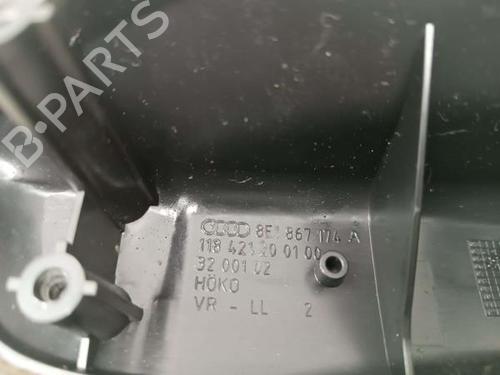 B-PARTS
8E1 867 174 A
118 421 20 01 00
32 001 02
HÖKO
VR - LL 2